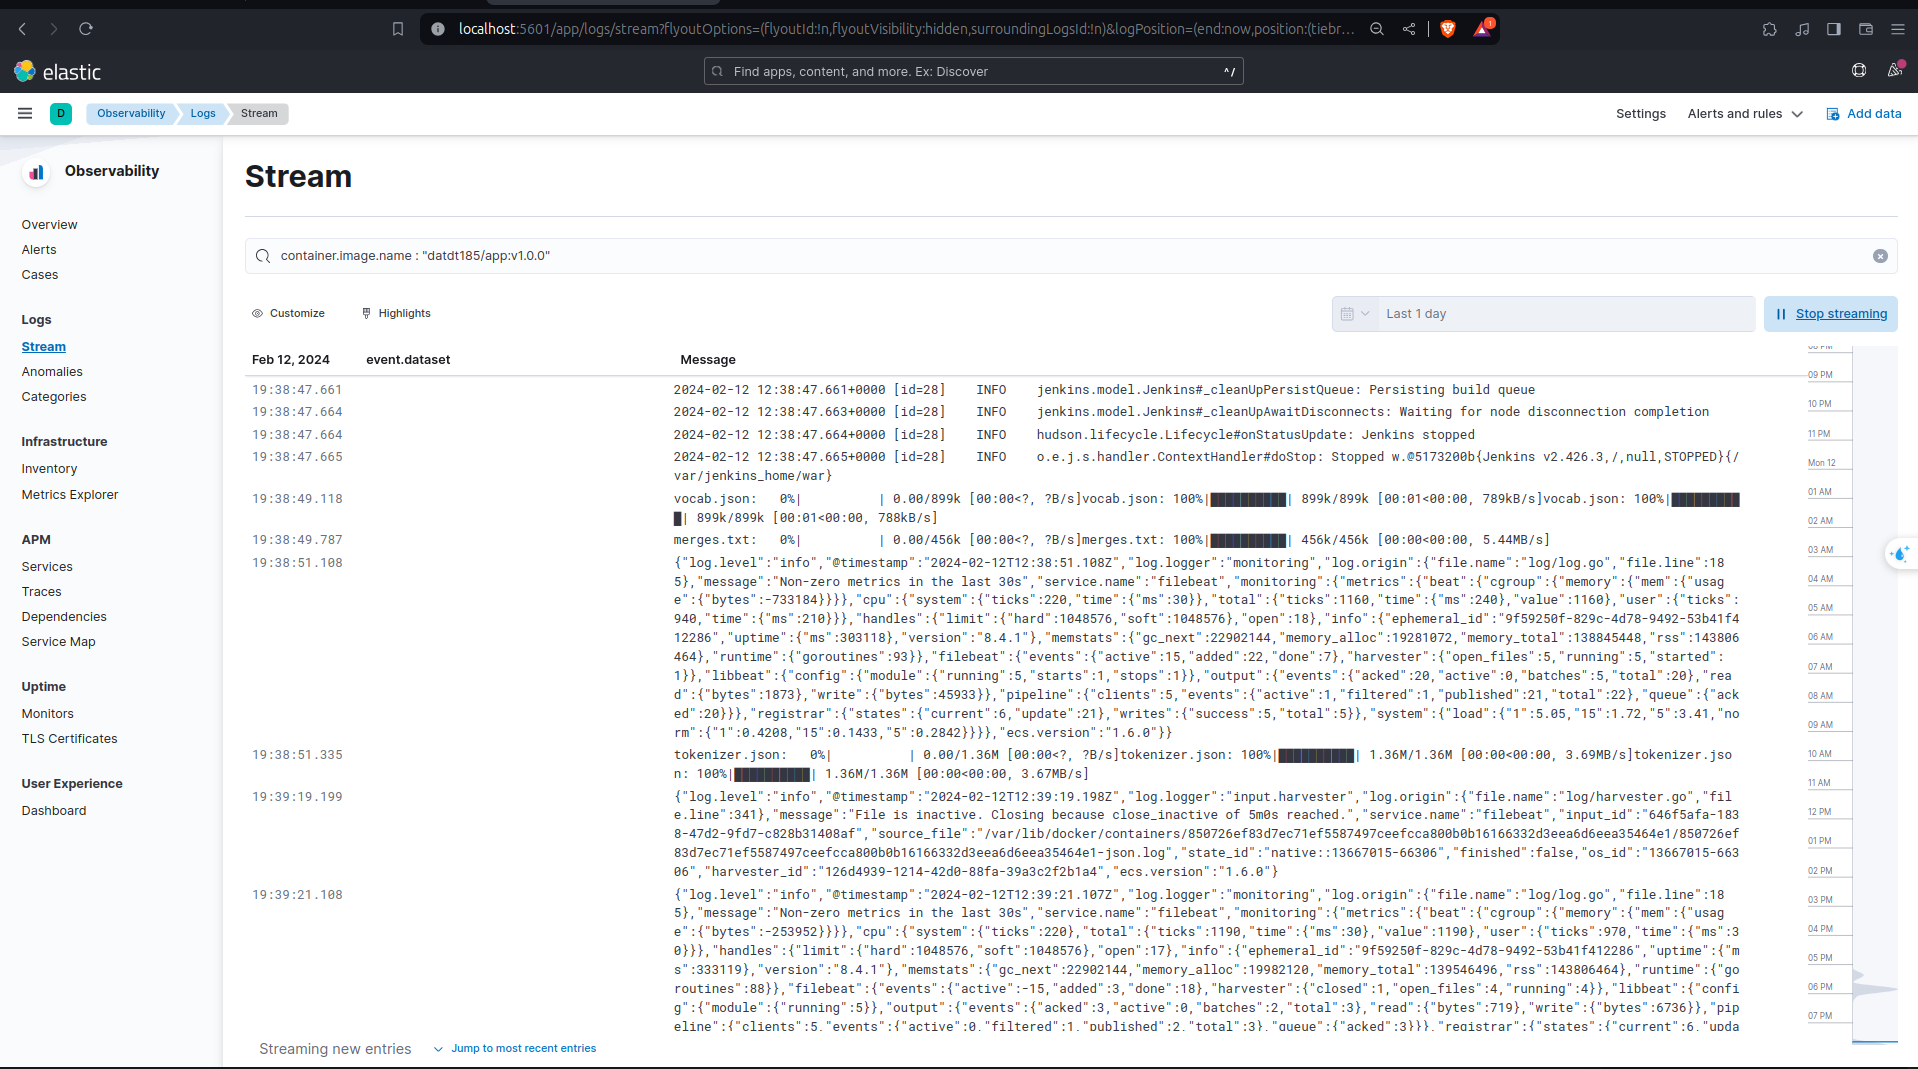 localhost:5601/app/logs/stream?flyoutOptions=(flyoutId:!n,flyoutVisibility:hidden,surroundingLogsId:!n)&logPosition=(end:now,position:(tiebr...
1
elastic
Find apps, content, and more. Ex: Discover
^/
D
Observability
Logs
Stream
Settings
Alerts and rules
Add data
Observability
Overview
Alerts
Cases
Logs
Stream
Anomalies
Categories
Infrastructure
Inventory
Metrics Explorer
APM
Services
Traces
Dependencies
Service Map
Uptime
Monitors
TLS Certificates
User Experience
Dashboard
Stream
container.image.name : "datdt185/app:v1.0.0"
Customize
Highlights
Last 1 day
Stop streaming
Feb 12, 2024 event.dataset Message
19:38:47.661 2024-02-12 12:38:47.661+0000 [id=28] INFO jenkins.model.Jenkins#_cleanUpPersistQueue: Persisting build queue
19:38:47.664 2024-02-12 12:38:47.663+0000 [id=28] INFO jenkins.model.Jenkins#_cleanUpAwaitDisconnects: Waiting for node disconnection completion
19:38:47.664 2024-02-12 12:38:47.664+0000 [id=28] INFO hudson.lifecycle.Lifecycle#onStatusUpdate: Jenkins stopped
19:38:47.665 2024-02-12 12:38:47.665+0000 [id=28] INFO o.e.j.s.handler.ContextHandler#doStop: Stopped w.@5173200b{Jenkins v2.426.3,/,null,STOPPED}{/
var/jenkins_home/war}
19:38:49.118 vocab.json: 0%| | 0.00/899k [00:00<?, ?B/s]vocab.json: 100%|██████████| 899k/899k [00:01<00:00, 789kB/s]vocab.json: 100%|█████████
█| 899k/899k [00:01<00:00, 788kB/s]
19:38:49.787 merges.txt: 0%| | 0.00/456k [00:00<?, ?B/s]merges.txt: 100%|██████████| 456k/456k [00:00<00:00, 5.44MB/s]
19:38:51.108 {"log.level":"info","@timestamp":"2024-02-12T12:38:51.108Z","log.logger":"monitoring","log.origin":{"file.name":"log/log.go","file.line":18
5},"message":"Non-zero metrics in the last 30s","service.name":"filebeat","monitoring":{"metrics":{"beat":{"cgroup":{"memory":{"mem":{"usag
e":{"bytes":-733184}}}},"cpu":{"system":{"ticks":220,"time":{"ms":30}},"total":{"ticks":1160,"time":{"ms":240},"value":1160},"user":{"ticks":
940,"time":{"ms":210}}},"handles":{"limit":{"hard":1048576,"soft":1048576},"open":18},"info":{"ephemeral_id":"9f59250f-829c-4d78-9492-53b41f4
12286","uptime":{"ms":303118},"version":"8.4.1"},"memstats":{"gc_next":22902144,"memory_alloc":19281072,"memory_total":138845448,"rss":143806
464},"runtime":{"goroutines":93}},"filebeat":{"events":{"active":15,"added":22,"done":7},"harvester":{"open_files":5,"running":5,"started":
1}},"libbeat":{"config":{"module":{"running":5,"starts":1,"stops":1}},"output":{"events":{"acked":20,"active":0,"batches":5,"total":20},"rea
d":{"bytes":1873},"write":{"bytes":45933}},"pipeline":{"clients":5,"events":{"active":1,"filtered":1,"published":21,"total":22},"queue":{"ack
ed":20}}},"registrar":{"states":{"current":6,"update":21},"writes":{"success":5,"total":5}},"system":{"load":{"1":5.05,"15":1.72,"5":3.41,"no
rm":{"1":0.4208,"15":0.1433,"5":0.2842}}}},"ecs.version":"1.6.0"}}
19:38:51.335 tokenizer.json: 0%| | 0.00/1.36M [00:00<?, ?B/s]tokenizer.json: 100%|██████████| 1.36M/1.36M [00:00<00:00, 3.69MB/s]tokenizer.jso
n: 100%|██████████| 1.36M/1.36M [00:00<00:00, 3.67MB/s]
19:39:19.199 {"log.level":"info","@timestamp":"2024-02-12T12:39:19.198Z","log.logger":"input.harvester","log.origin":{"file.name":"log/harvester.go","fil
e.line":341},"message":"File is inactive. Closing because close_inactive of 5m0s reached.","service.name":"filebeat","input_id":"646f5afa-183
8-47d2-9fd7-c828b31408af","source_file":"/var/lib/docker/containers/850726ef83d7ec71ef5587497ceefcca800b0b16166332d3eea6d6eea35464e1/850726ef
83d7ec71ef5587497ceefcca800b0b16166332d3eea6d6eea35464e1-json.log","state_id":"native::13667015-66306","finished":false,"os_id":"13667015-663
06","harvester_id":"126d4939-1214-42d0-88fa-39a3c2f2b1a4","ecs.version":"1.6.0"}
19:39:21.108 {"log.level":"info","@timestamp":"2024-02-12T12:39:21.107Z","log.logger":"monitoring","log.origin":{"file.name":"log/log.go","file.line":18
5},"message":"Non-zero metrics in the last 30s","service.name":"filebeat","monitoring":{"metrics":{"beat":{"cgroup":{"memory":{"mem":{"usag
e":{"bytes":-253952}}}},"cpu":{"system":{"ticks":220},"total":{"ticks":1190,"time":{"ms":30},"value":1190},"user":{"ticks":970,"time":{"ms":3
0}}},"handles":{"limit":{"hard":1048576,"soft":1048576},"open":17},"info":{"ephemeral_id":"9f59250f-829c-4d78-9492-53b41f412286","uptime":{"m
s":333119},"version":"8.4.1"},"memstats":{"gc_next":22902144,"memory_alloc":19982120,"memory_total":139546496,"rss":143806464},"runtime":{"go
routines":88}},"filebeat":{"events":{"active":-15,"added":3,"done":18},"harvester":{"closed":1,"open_files":4,"running":4}},"libbeat":{"confi
g":{"module":{"running":5}},"output":{"events":{"acked":3,"active":0,"batches":2,"total":3},"read":{"bytes":719},"write":{"bytes":6736}},"pip
eline":{"clients":5,"events":{"active":0,"filtered":1,"published":2,"total":3},"queue":{"acked":3}}},"registrar":{"states":{"current":6,"upda
08 PM
09 PM
10 PM
11 PM
Mon 12
01 AM
02 AM
03 AM
04 AM
05 AM
06 AM
07 AM
08 AM
09 AM
10 AM
11 AM
12 PM
01 PM
02 PM
03 PM
04 PM
05 PM
06 PM
07 PM
Streaming new entries
Jump to most recent entries